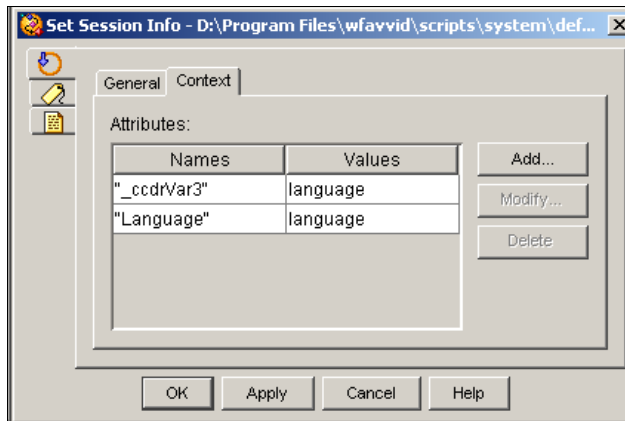 Set Session Info - D:\Program Files\wfavvid\scripts\system\def...
General Context
Attributes:
Names Values Add...
"_ccdrVar3" language Modify...
"Language" language
Delete
OK Apply Cancel Help